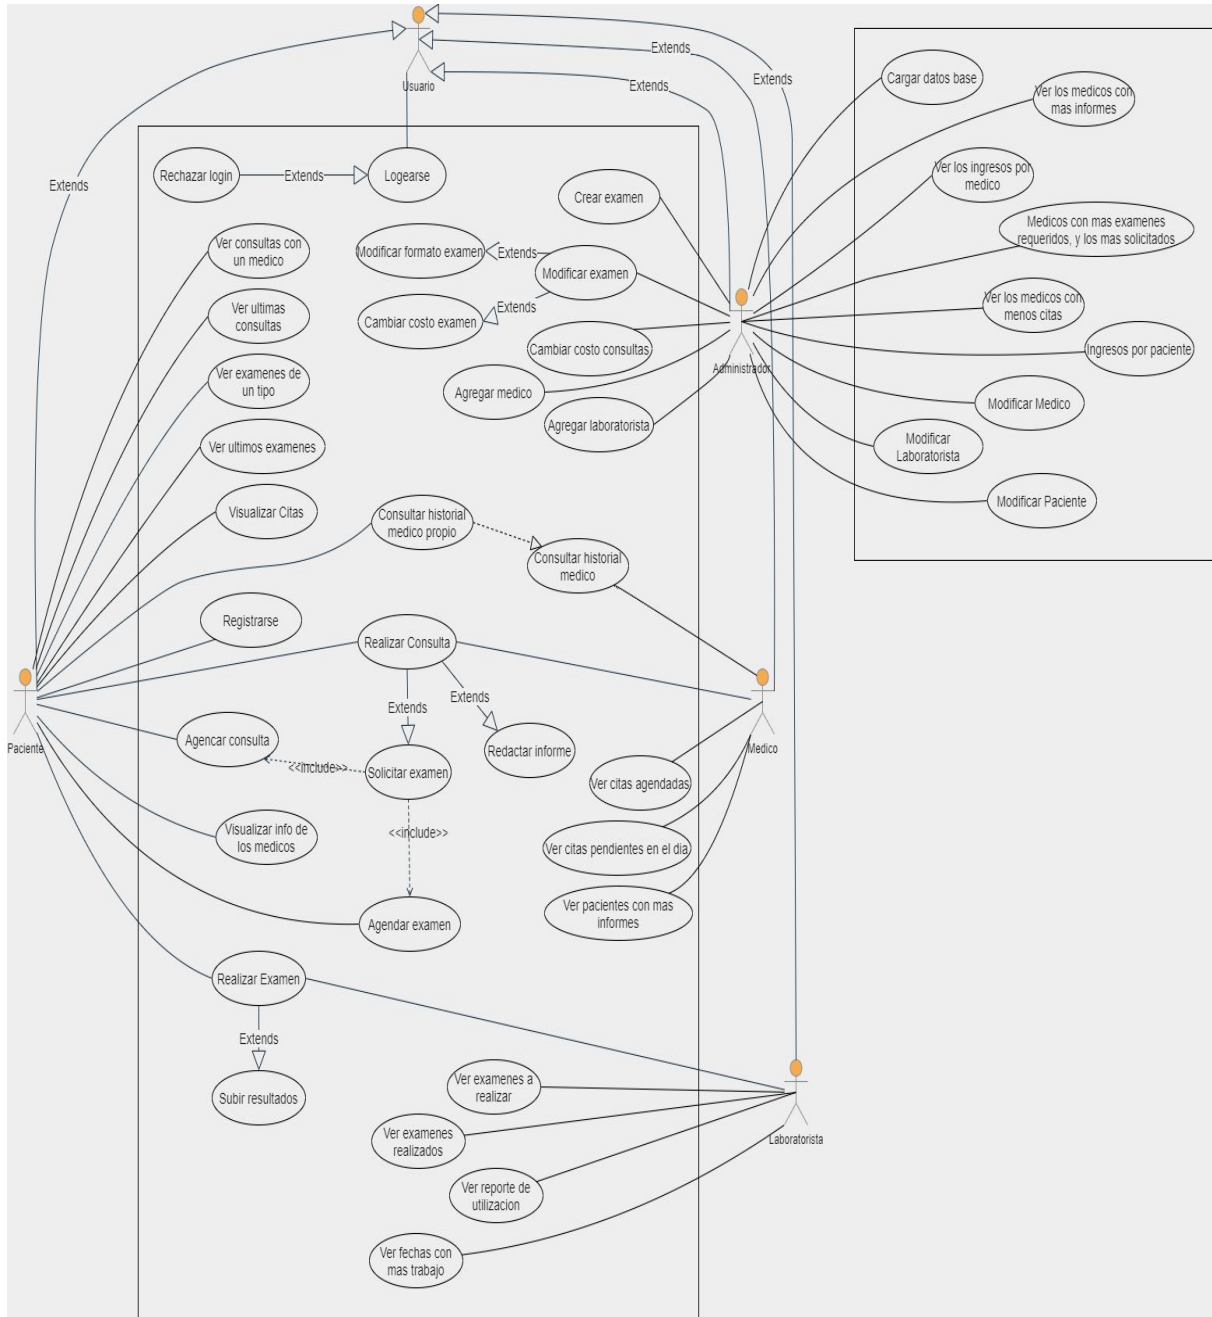 Usuario
Extends
Extends
Extends
Extends
Extends
Cargar datos base
Ver los medicos con
mas informes
Rechazar login
Extends
Logearse
Ver los ingresos por
medico
Crear examen
Medicos con mas examenes
requeridos, y los mas solicitados
Ver consultas con
un medico
Modificar formato examen
Extends
Modificar examen
Extends
Ver ultimas
consultas
Cambiar costo examen
Ver los medicos con
menos citas
Cambiar costo consultas
Ingresos por paciente
Administrador
Ver examenes de
un tipo
Agregar medico
Modificar Medico
Agregar laboratorista
Ver ultimos examenes
Modificar
Laboratorista
Visualizar Citas
Consultar historial
medico propio
Modificar Paciente
Consultar historial
medico
Registrarse
Realizar Consulta
Extends
Extends
Paciente
Agencar consulta
Redactar informe
Medico
<<include>>
Solicitar examen
Ver citas agendadas
Visualizar info de
los medicos
<<include>>
Ver citas pendientes en el dia
Agendar examen
Ver pacientes con mas
informes
Realizar Examen
Extends
Subir resultados
Ver examenes a
realizar
Ver examenes
realizados
Laboratorista
Ver reporte de
utilizacion
Ver fechas con
mas trabajo